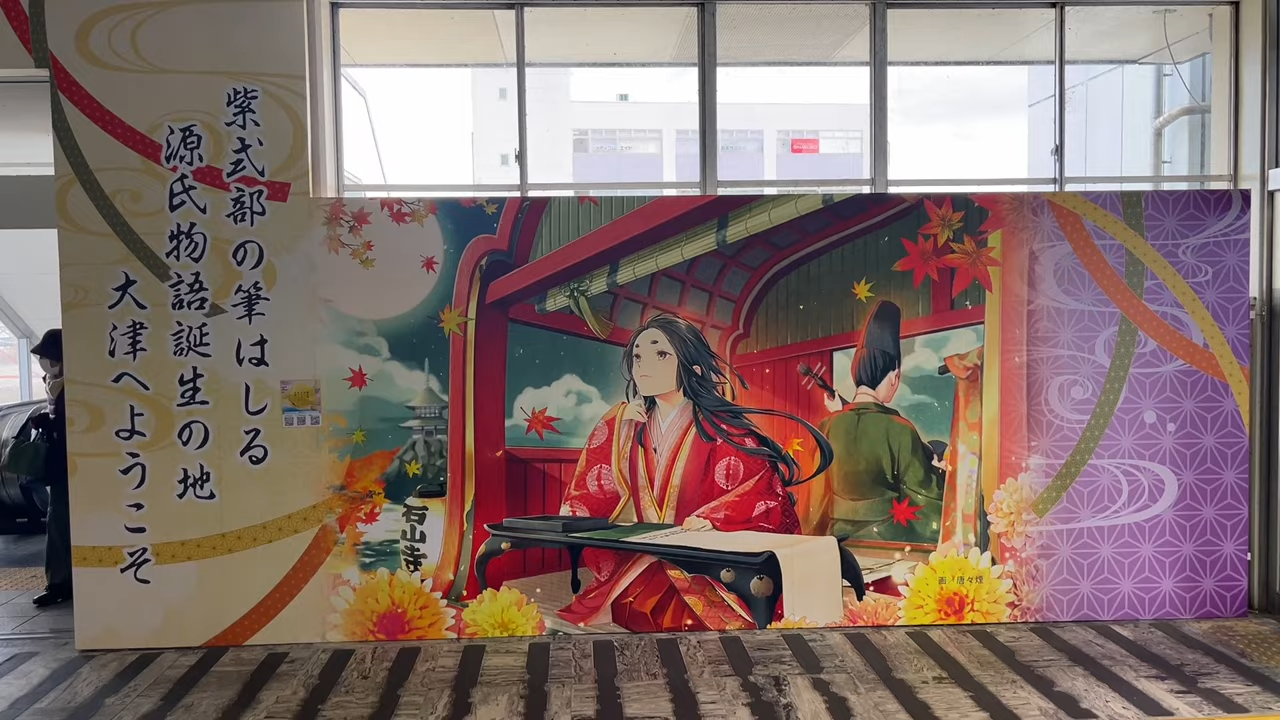 紫式部の筆はしる
源氏物語誕生の地
大津へようこそ
石山寺
画 唐々煙